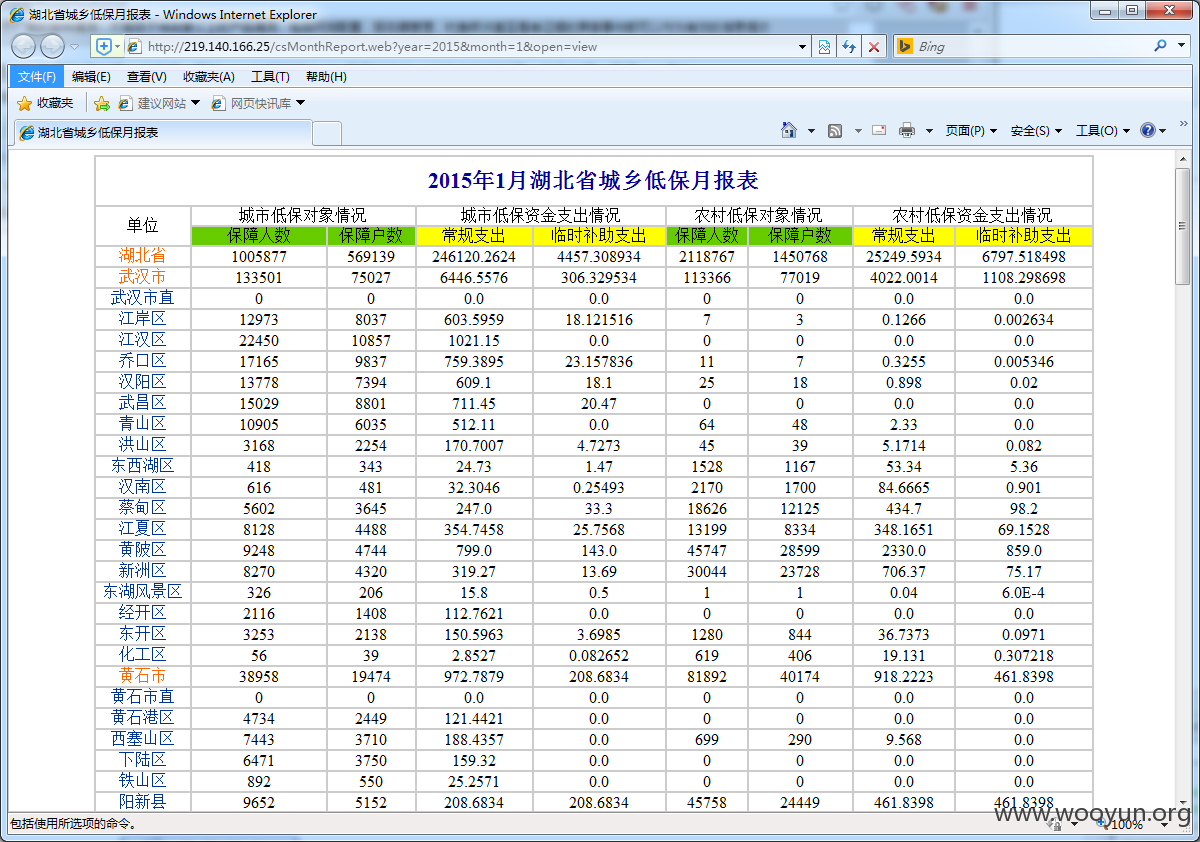 湖北省城乡低保月报表 - Windows Internet Explorer
http://219.140.166.25/csMonthReport.web?year=2015&month=1&open=view
Bing
文件(F) 编辑(E) 查看(V) 收藏夹(A) 工具(T) 帮助(H)
收藏夹 建议网站 网页快讯库
湖北省城乡低保月报表 页面(P) 安全(S) 工具(O)
2015年1月湖北省城乡低保月报表
单位 城市低保对象情况 城市低保资金支出情况 农村低保对象情况 农村低保资金支出情况
保障人数 保障户数 常规支出 临时补助支出 保障人数 保障户数 常规支出 临时补助支出
湖北省 1005877 569139 246120.2624 4457.308934 2118767 1450768 25249.5934 6797.518498
武汉市 133501 75027 6446.5576 306.329534 113366 77019 4022.0014 1108.298698
武汉市直 0 0 0.0 0.0 0 0 0.0 0.0
江岸区 12973 8037 603.5959 18.121516 7 3 0.1266 0.002634
江汉区 22450 10857 1021.15 0.0 0 0 0.0 0.0
乔口区 17165 9837 759.3895 23.157836 11 7 0.3255 0.005346
汉阳区 13778 7394 609.1 18.1 25 18 0.898 0.02
武昌区 15029 8801 711.45 20.47 0 0 0.0 0.0
青山区 10905 6035 512.11 0.0 64 48 2.33 0.0
洪山区 3168 2254 170.7007 4.7273 45 39 5.1714 0.082
东西湖区 418 343 24.73 1.47 1528 1167 53.34 5.36
汉南区 616 481 32.3046 0.25493 2170 1700 84.6665 0.901
蔡甸区 5602 3645 247.0 33.3 18626 12125 434.7 98.2
江夏区 8128 4488 354.7458 25.7568 13199 8334 348.1651 69.1528
黄陂区 9248 4744 799.0 143.0 45747 28599 2330.0 859.0
新洲区 8270 4320 319.27 13.69 30044 23728 706.37 75.17
东湖风景区 326 206 15.8 0.5 1 1 0.04 6.0E-4
经开区 2116 1408 112.7621 0.0 0 0 0.0 0.0
东开区 3253 2138 150.5963 3.6985 1280 844 36.7373 0.0971
化工区 56 39 2.8527 0.082652 619 406 19.131 0.307218
黄石市 38958 19474 972.7879 208.6834 81892 40174 918.2223 461.8398
黄石市直 0 0 0.0 0.0 0 0 0.0 0.0
黄石港区 4734 2449 121.4421 0.0 0 0 0.0 0.0
西塞山区 7443 3710 188.4357 0.0 699 290 9.568 0.0
下陆区 6471 3750 159.32 0.0 0 0 0.0 0.0
铁山区 892 550 25.2571 0.0 0 0 0.0 0.0
阳新县 9652 5152 208.6834 208.6834 45758 24449 461.8398 461.8398
www.wooyun.org
包括使用所选项的命令。 100%